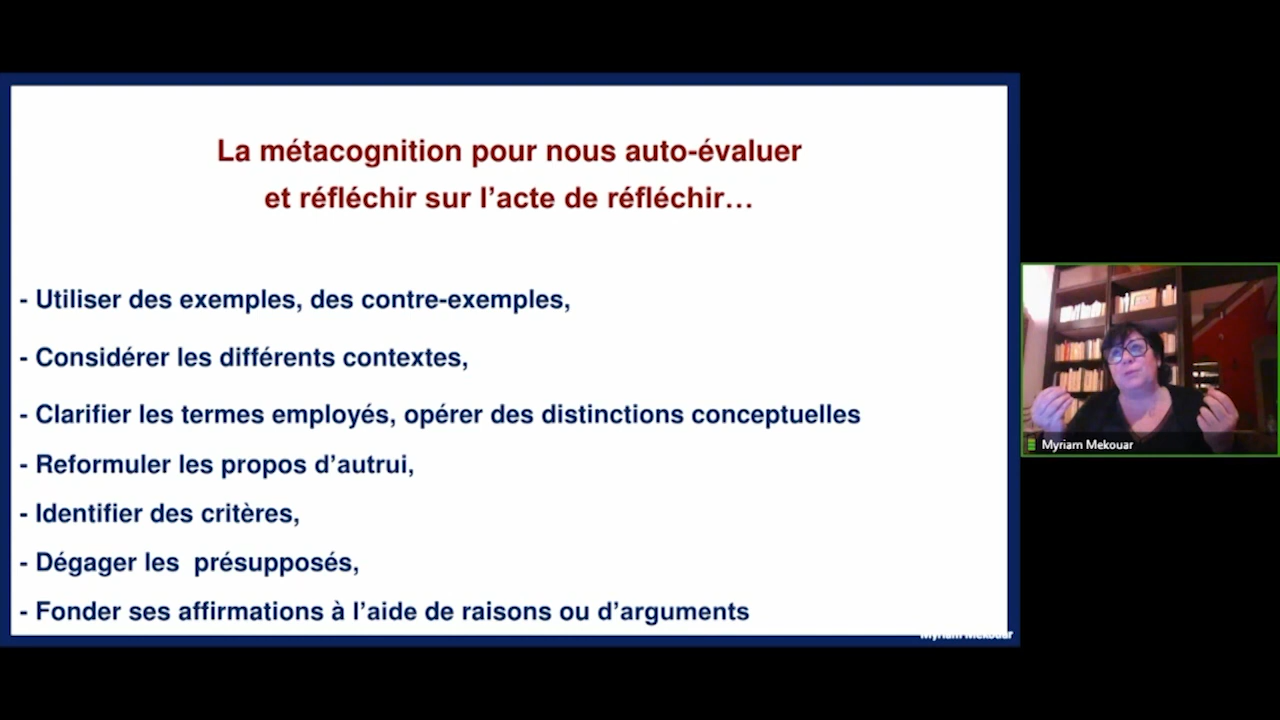 La métacognition pour nous auto-évaluer
et réfléchir sur l’acte de réfléchir…
- Utiliser des exemples, des contre-exemples,
- Considérer les différents contextes,
- Clarifier les termes employés, opérer des distinctions conceptuelles
- Reformuler les propos d’autrui,
- Identifier des critères,
- Dégager les  présupposés,
- Fonder ses affirmations à l’aide de raisons ou d’arguments
Myriam Mekouar
Myriam Mekouar